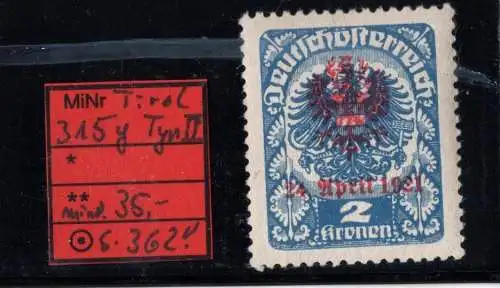 MiNr Tirol
315 y Typ II
*
** mind. 35,-
S. 362
Deutschösterreich
24. April 1921
2
Kronen